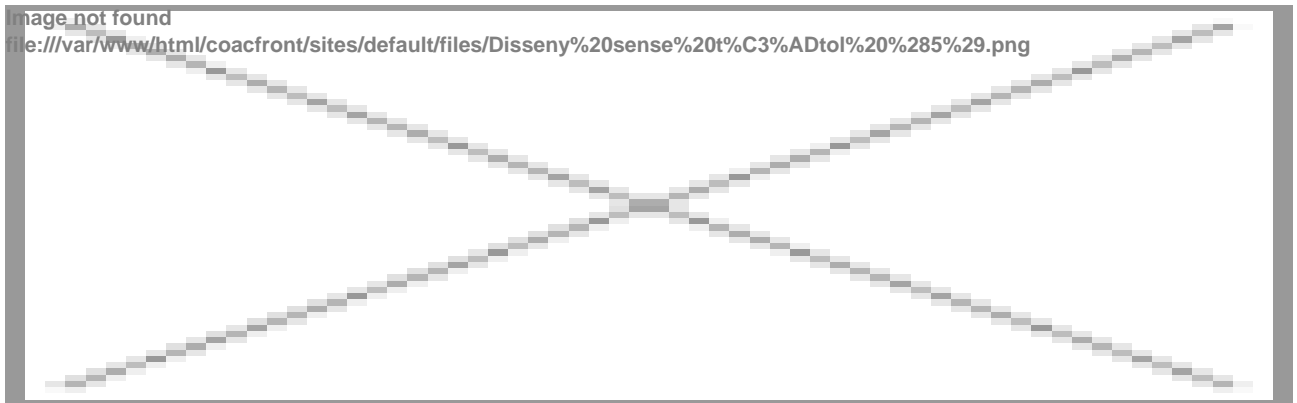 Image not found
file:///var/www/html/coacfront/sites/default/files/Disseny%20sense%20t%C3%ADtol%20%285%29.png